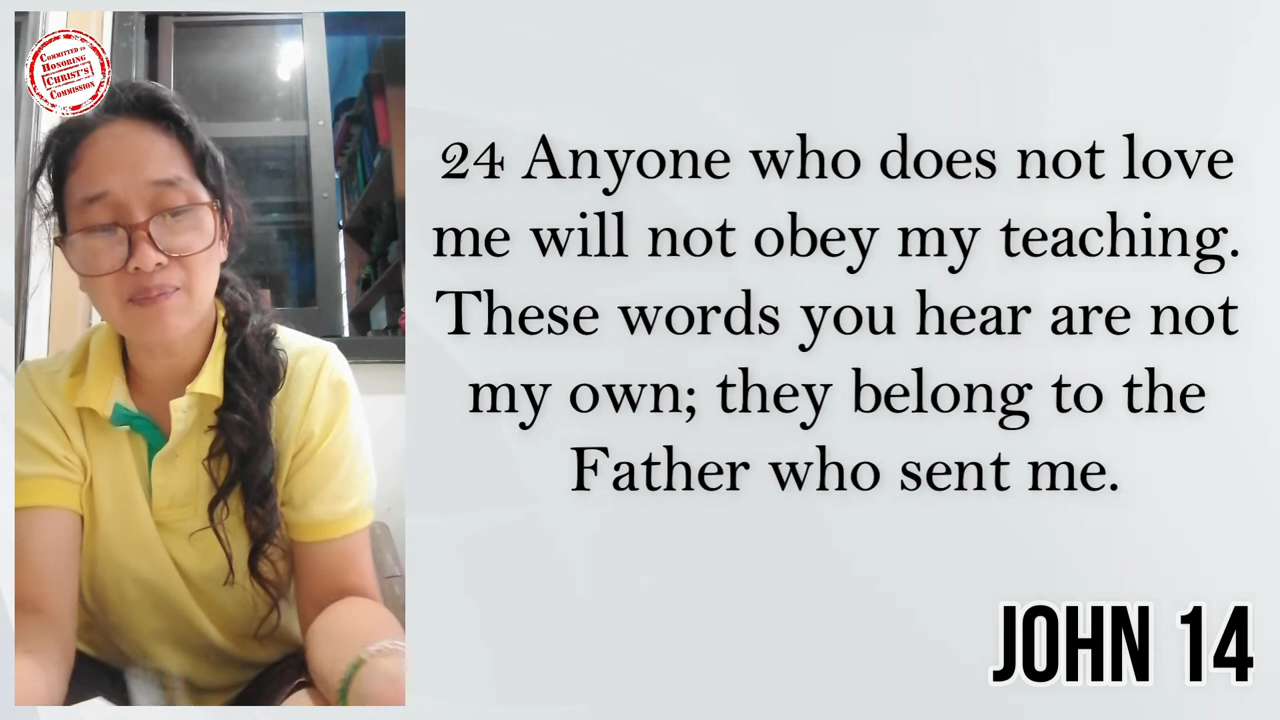 COMMITTED TO
HONORING
CHRIST'S
COMMISSION
24 Anyone who does not love
me will not obey my teaching.
These words you hear are not
my own; they belong to the
Father who sent me.
JOHN 14